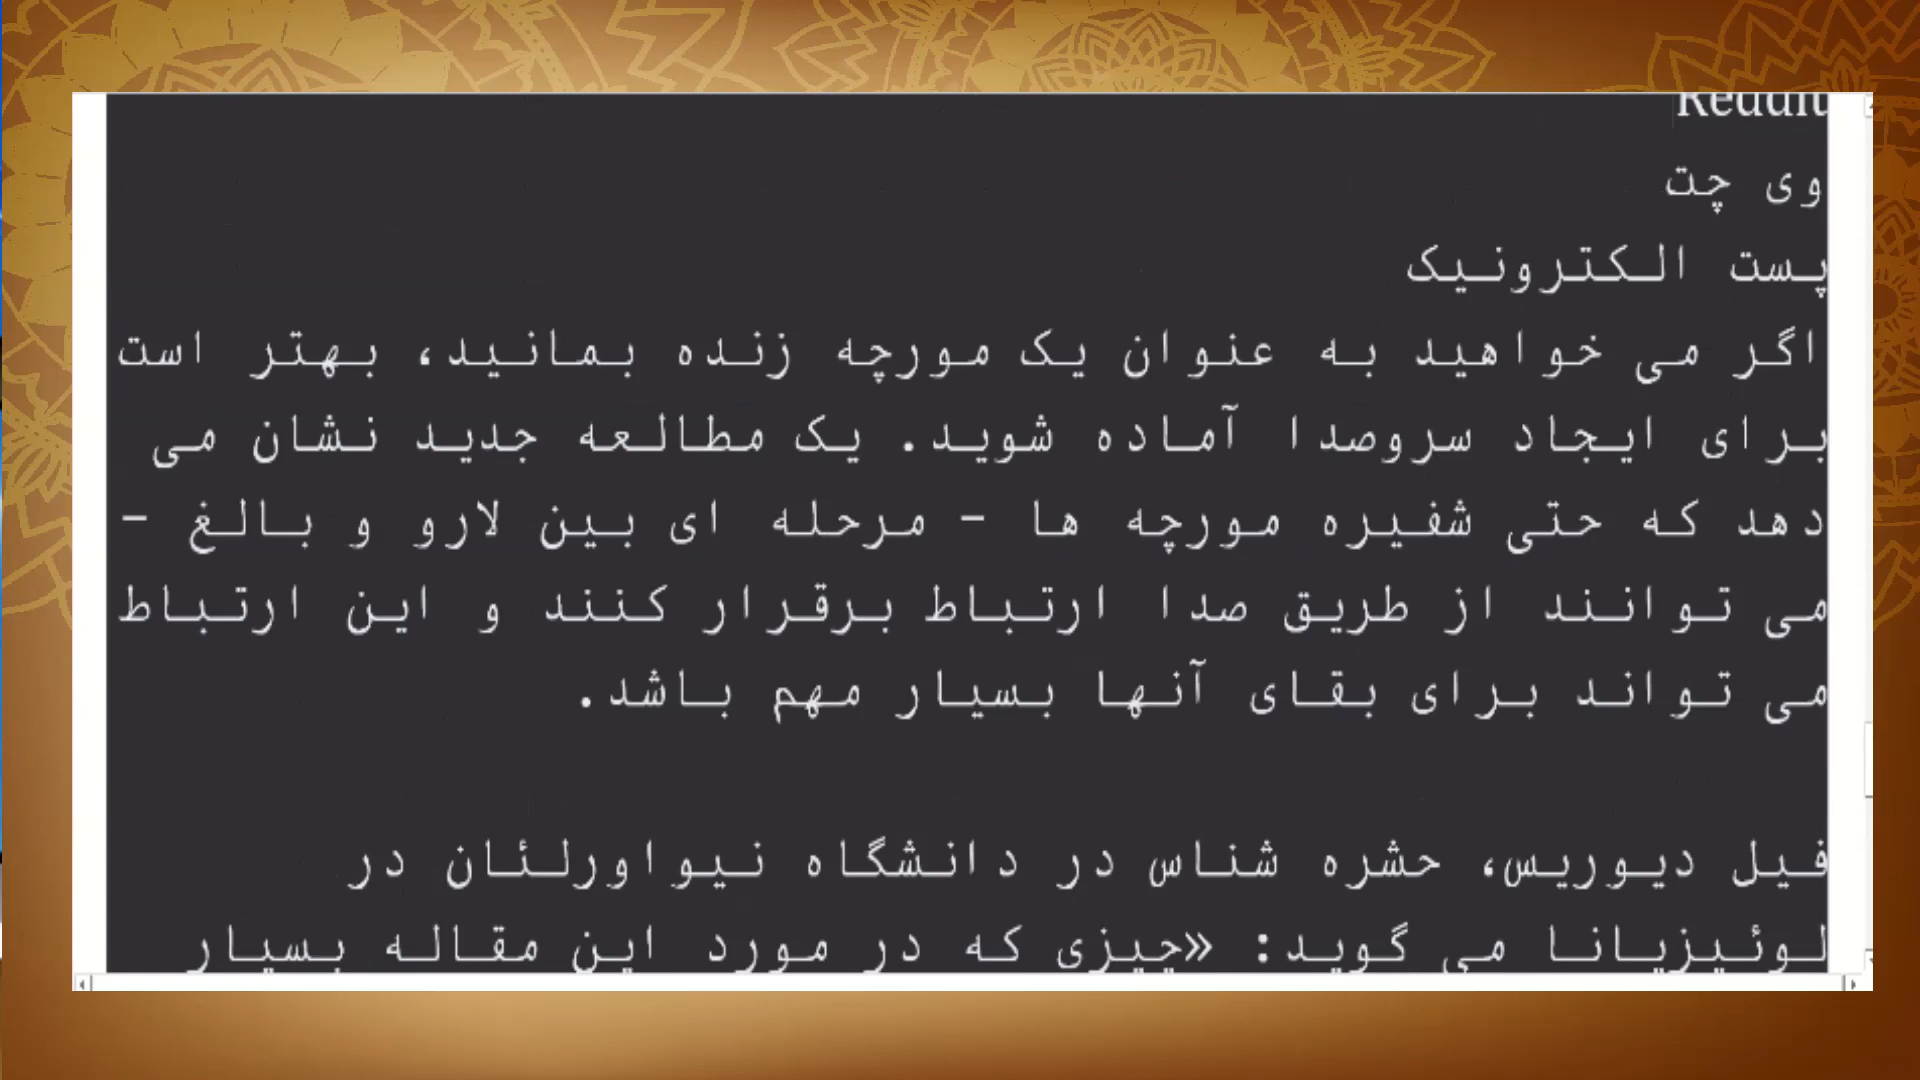 Reddit
وی چت
پست الکترونیک
اگر می خواهید به عنوان یک مورچه زنده بمانید، بهتر است
برای ایجاد سروصدا آماده شوید. یک مطالعه جدید نشان می
دهد که حتی شفیره مورچه ها - مرحله ای بین لارو و بالغ -
می توانند از طریق صدا ارتباط برقرار کنند و این ارتباط
می تواند برای بقای آنها بسیار مهم باشد.
فیل دیوریس، حشره شناس در دانشگاه نیواورلئان در
لوئیزیانا می گوید: «چیزی که در مورد این مقاله بسیار